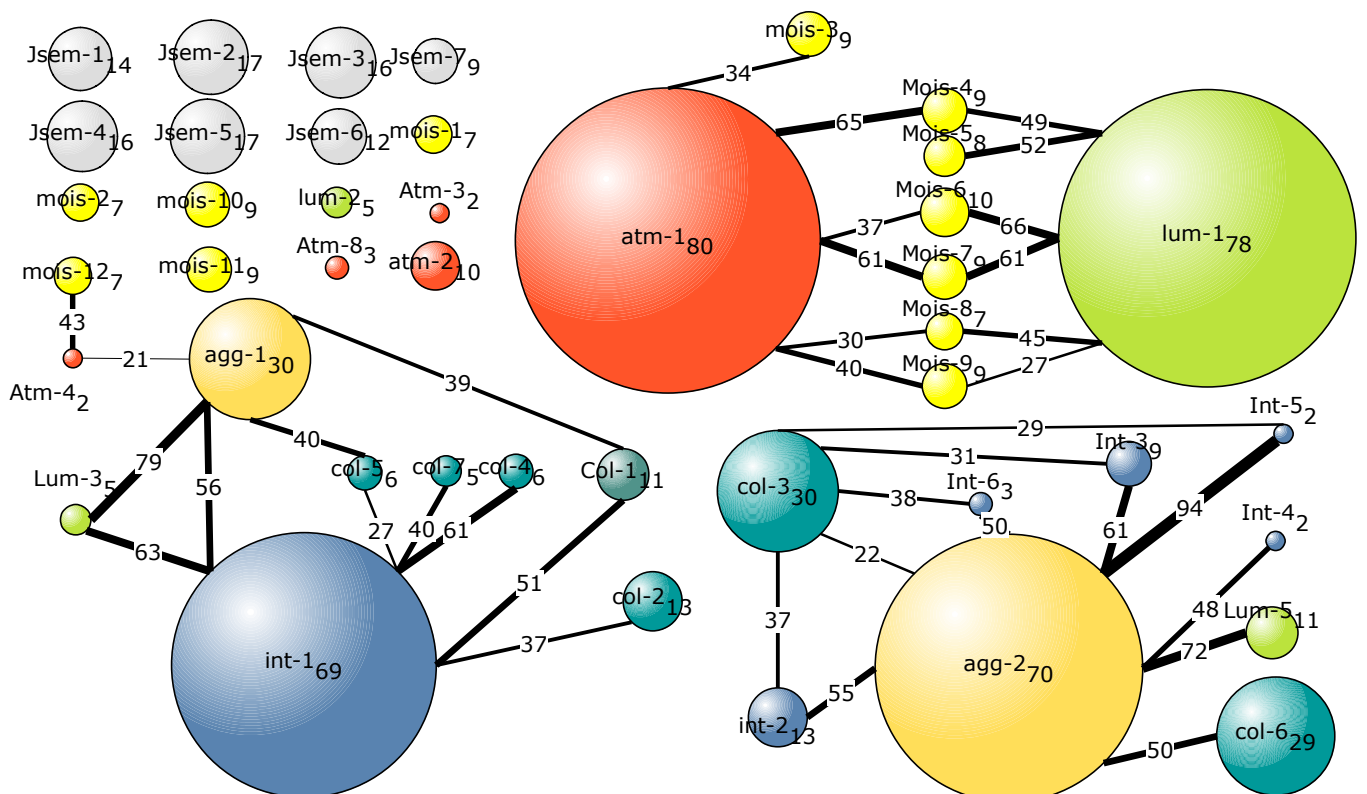 Jsem-1 14
Jsem-2 17
Jsem-3 16
Jsem-7 9
Jsem-4 16
Jsem-5 17
Jsem-6 12
mois-1 7
mois-2 7
mois-10 9
lum-2 5
Atm-3 2
mois-12 7
mois-11 9
Atm-8 3
atm-2 10
43
21
Atm-4 2
agg-1 30
39
40
79
56
Lum-3 5
63
col-5 6
col-7 5
col-4 6
Col-1 11
27
40
61
51
col-2 13
37
int-1 69
mois-3 9
34
atm-1 80
lum-1 78
Mois-4 9
65
49
Mois-5 8
52
Mois-6 10
37
66
Mois-7 9
61
61
Mois-8 7
30
45
Mois-9 9
40
27
Int-5 2
29
Int-3 9
31
col-3 30
Int-6 3
38
50
61
94
Int-4 2
22
48
Lum-5 11
72
37
agg-2 70
55
int-2 13
col-6 29
50